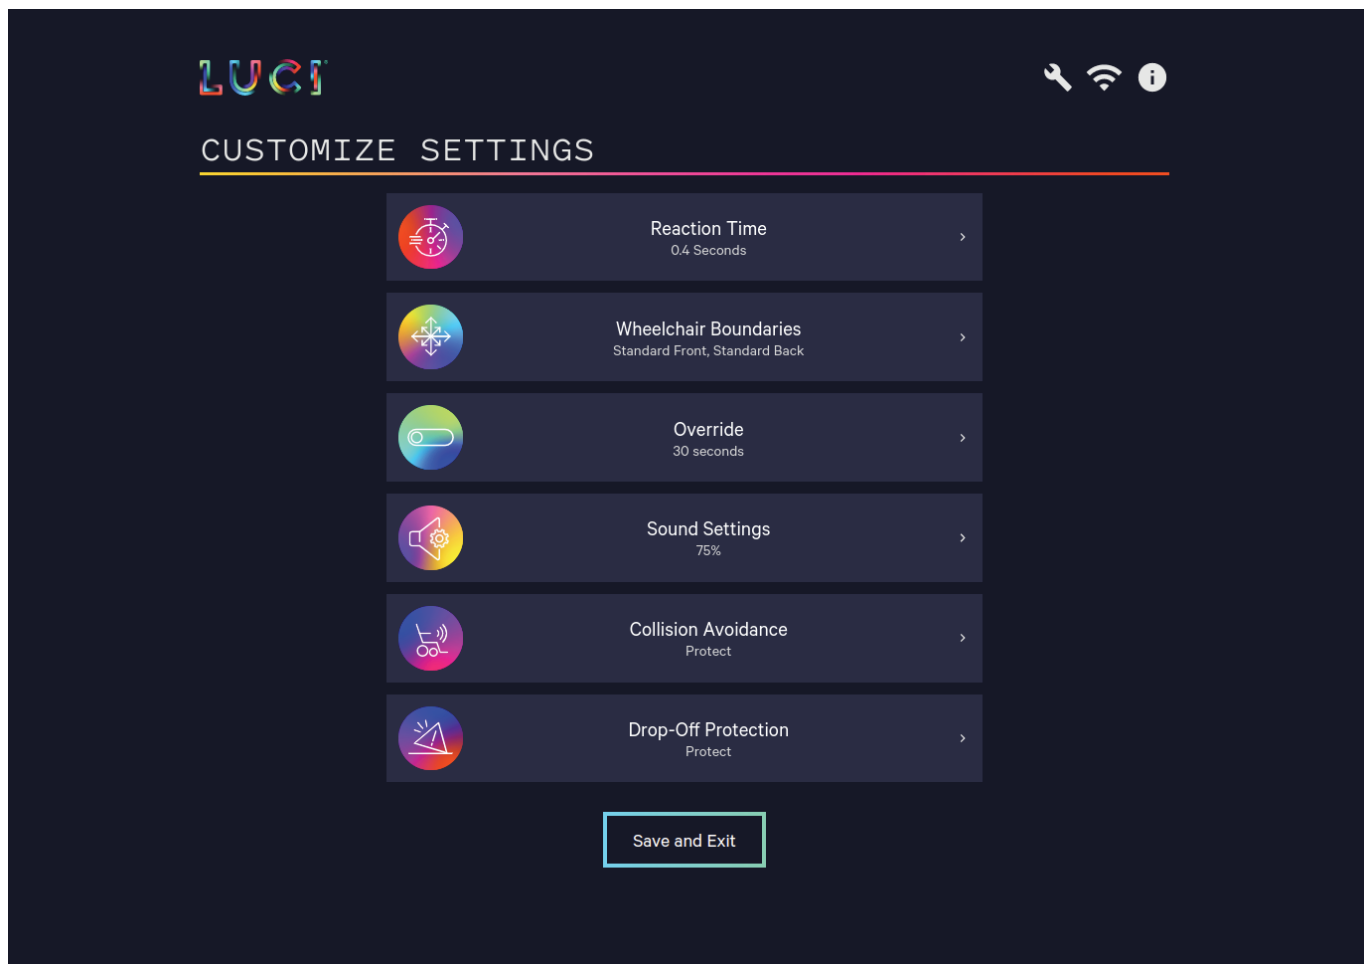 LUCI
CUSTOMIZE SETTINGS
Reaction Time
0.4 Seconds
Wheelchair Boundaries
Standard Front, Standard Back
Override
30 seconds
Sound Settings
75%
Collision Avoidance
Protect
Drop-Off Protection
Protect
Save and Exit